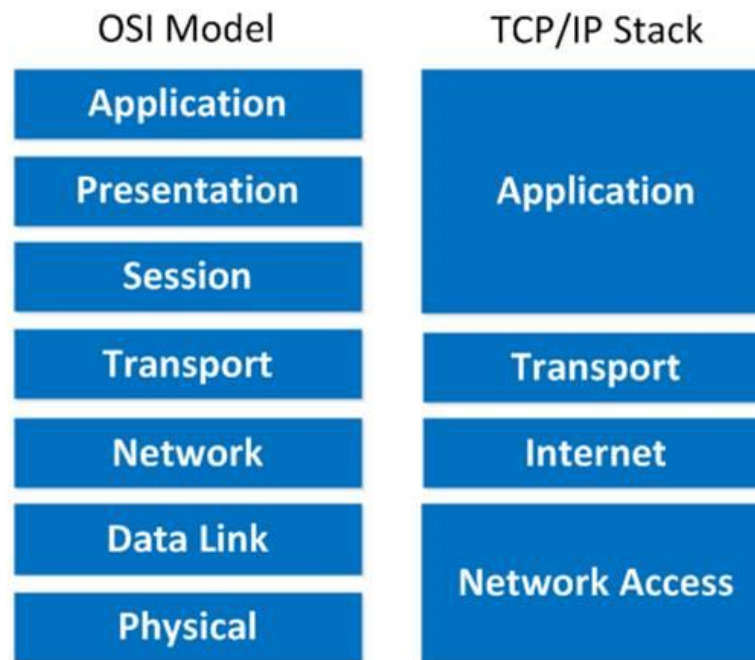 OSI Model
Application
Presentation
Session
Transport
Network
Data Link
Physical
TCP/IP Stack
Application
Transport
Internet
Network Access